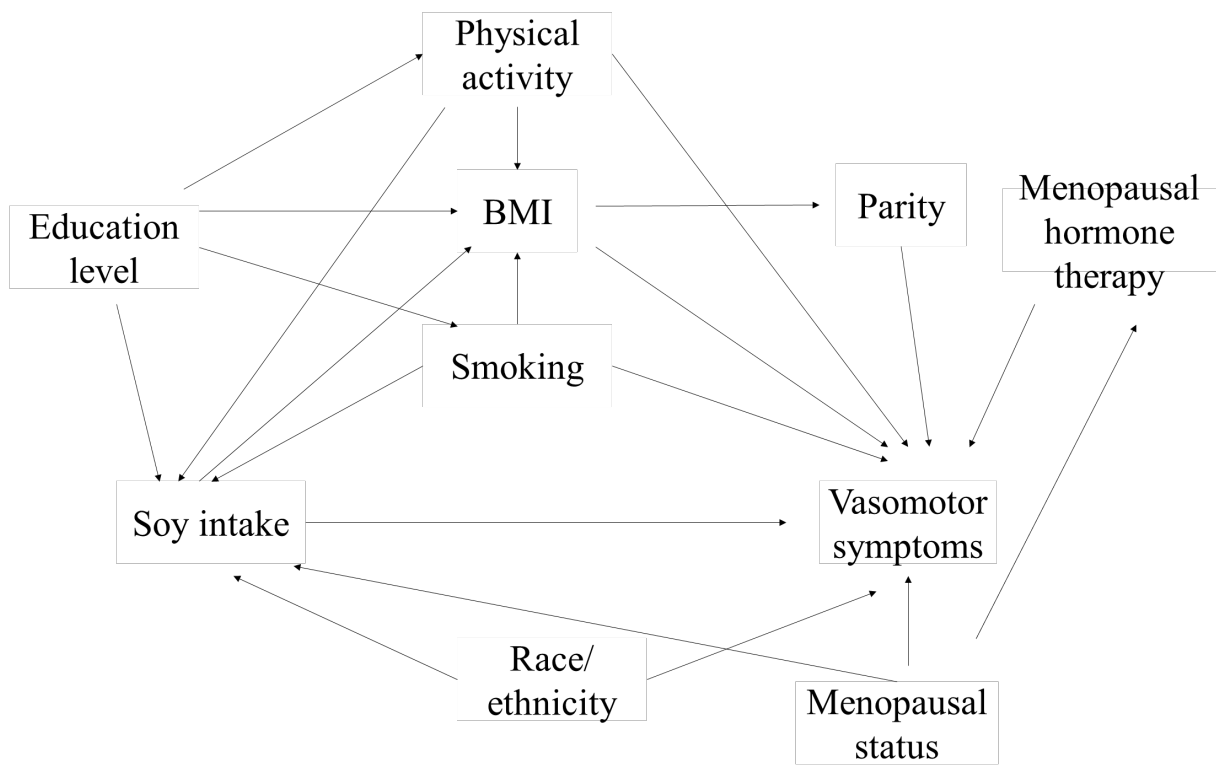 Physical
activity
Education
level
BMI
Parity
Menopausal
hormone
therapy
Smoking
Soy intake
Vasomotor
symptoms
Race/
ethnicity
Menopausal
status